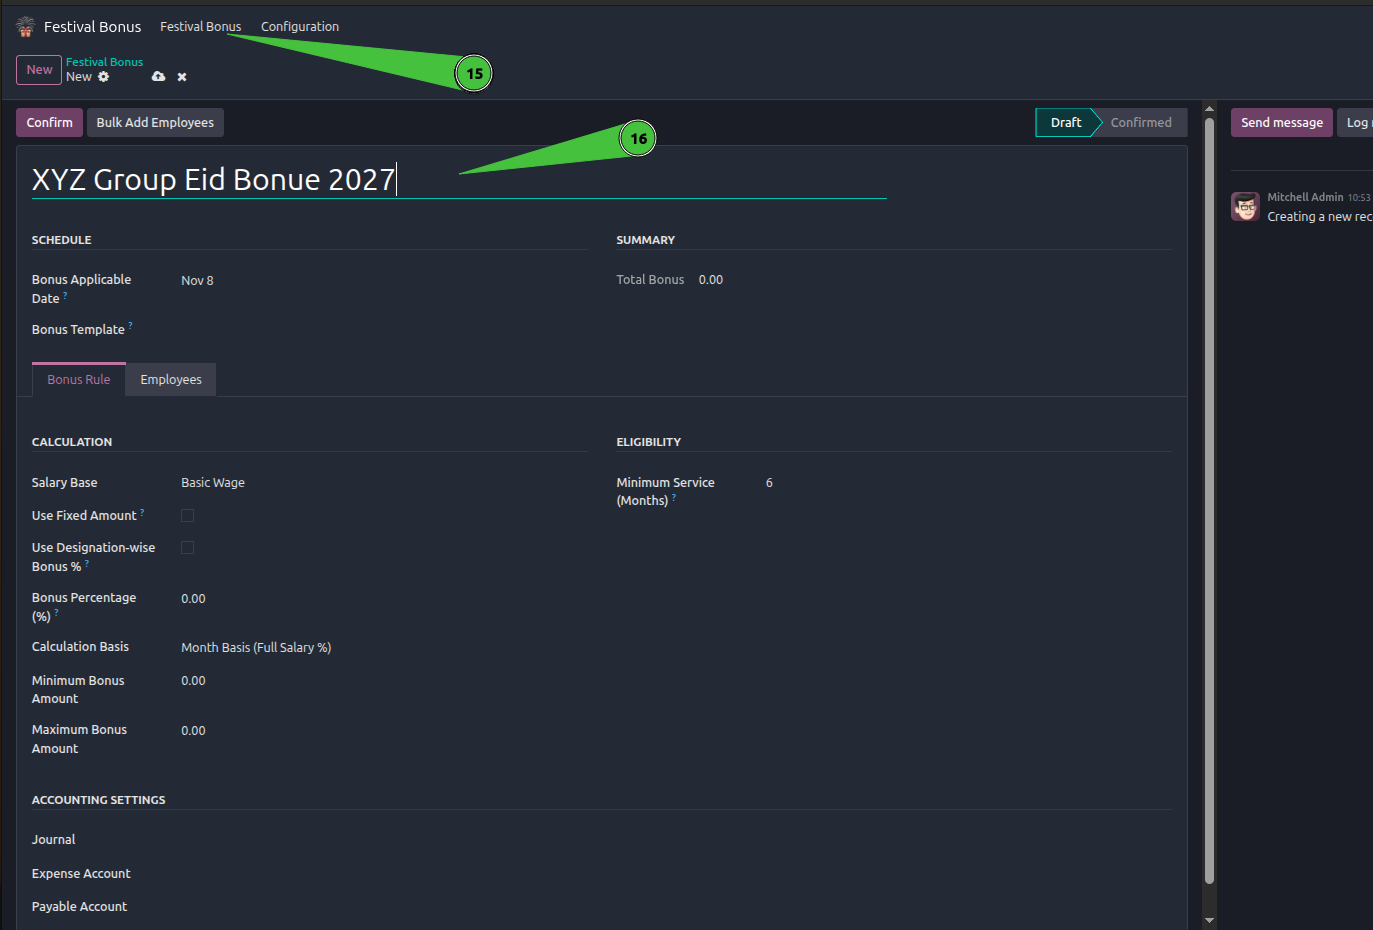 Festival Bonus Festival Bonus Configuration
15
New Festival Bonus
New
Confirm Bulk Add Employees Draft Confirmed Send message Log
16
XYZ Group Eid Bonue 2027
Mitchell Admin 10:53
Creating a new rec
SCHEDULE
Bonus Applicable
Date ?
Nov 8
Bonus Template ?
SUMMARY
Total Bonus 0.00
Bonus Rule Employees
CALCULATION
Salary Base Basic Wage
Use Fixed Amount ?
Use Designation-wise
Bonus % ?
Bonus Percentage
(%) ?
0.00
Calculation Basis Month Basis (Full Salary %)
Minimum Bonus
Amount
0.00
Maximum Bonus
Amount
0.00
ELIGIBILITY
Minimum Service
(Months) ?
6
ACCOUNTING SETTINGS
Journal
Expense Account
Payable Account